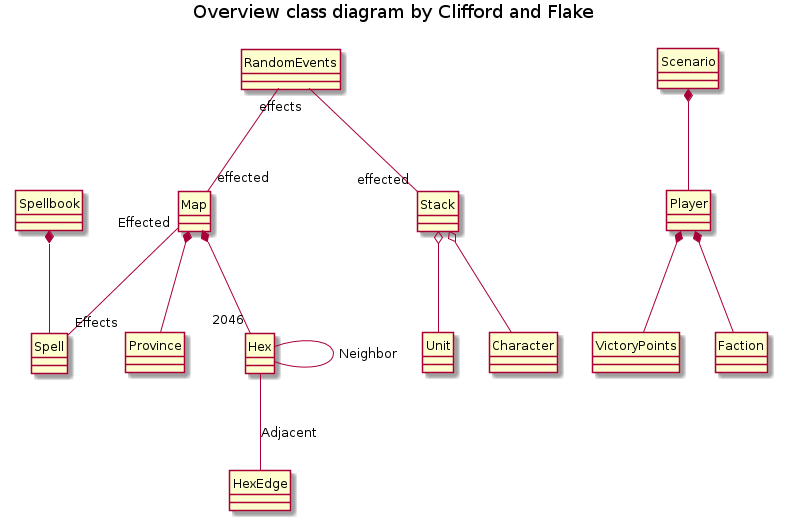 Overview class diagram by Clifford and Flake
RandomEvents
Scenario
effects
effected
effected
Spellbook
Map
Stack
Player
Effected
2046
Effects
Spell
Province
Hex
Neighbor
Unit
Character
VictoryPoints
Faction
Adjacent
HexEdge